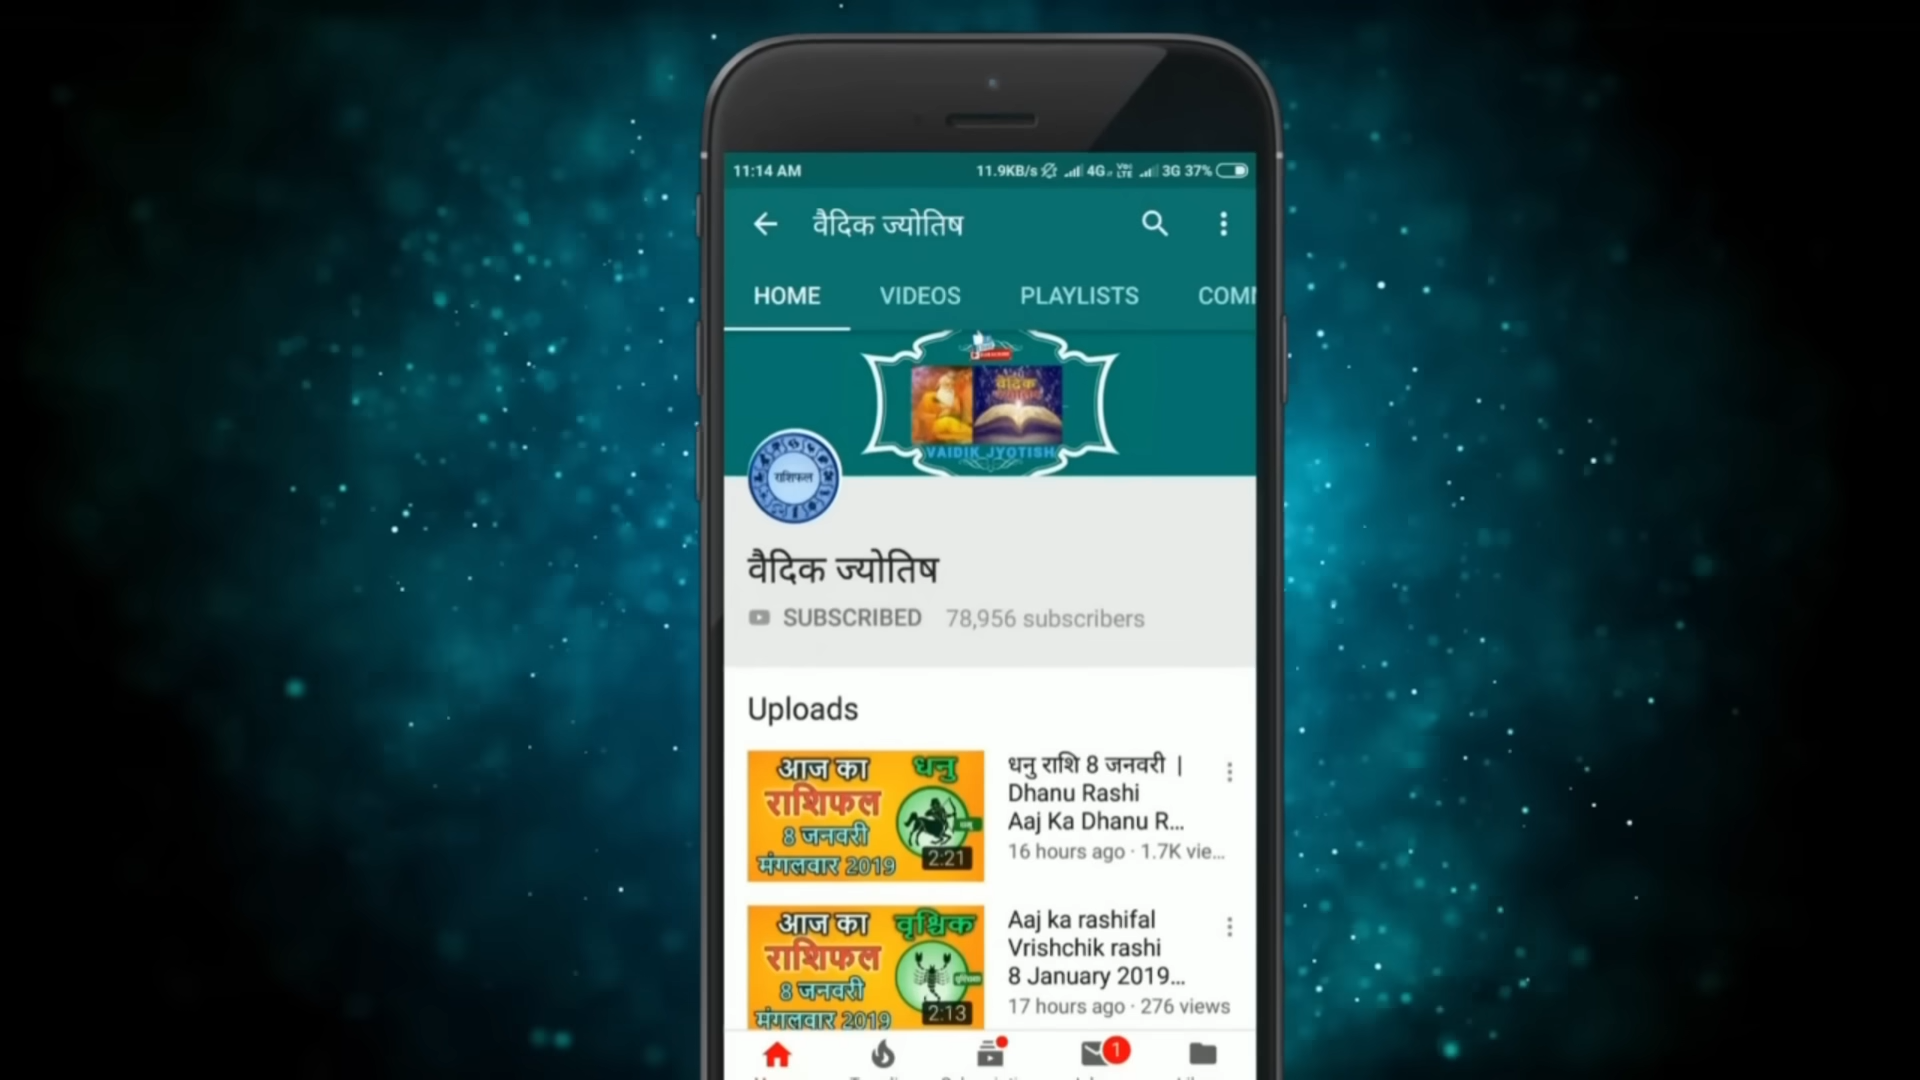 11:14 AM 11.9KB/s 4G VoLTE 3G 37%
वैदिक ज्योतिष
HOME VIDEOS PLAYLISTS COM
वैदिक
VAIDIK JYOTISH
राशिफल
वैदिक ज्योतिष
SUBSCRIBED 78,956 subscribers
Uploads
आज का धनु
राशिफल
8 जनवरी
मंगलवार 2019
2:21
धनु राशि 8 जनवरी |
Dhanu Rashi
Aaj Ka Dhanu R...
16 hours ago · 1.7K vie...
आज का वृश्चिक
राशिफल
8 जनवरी
मंगलवार 2019
2:13
Aaj ka rashifal
Vrishchik rashi
8 January 2019...
17 hours ago · 276 views
1